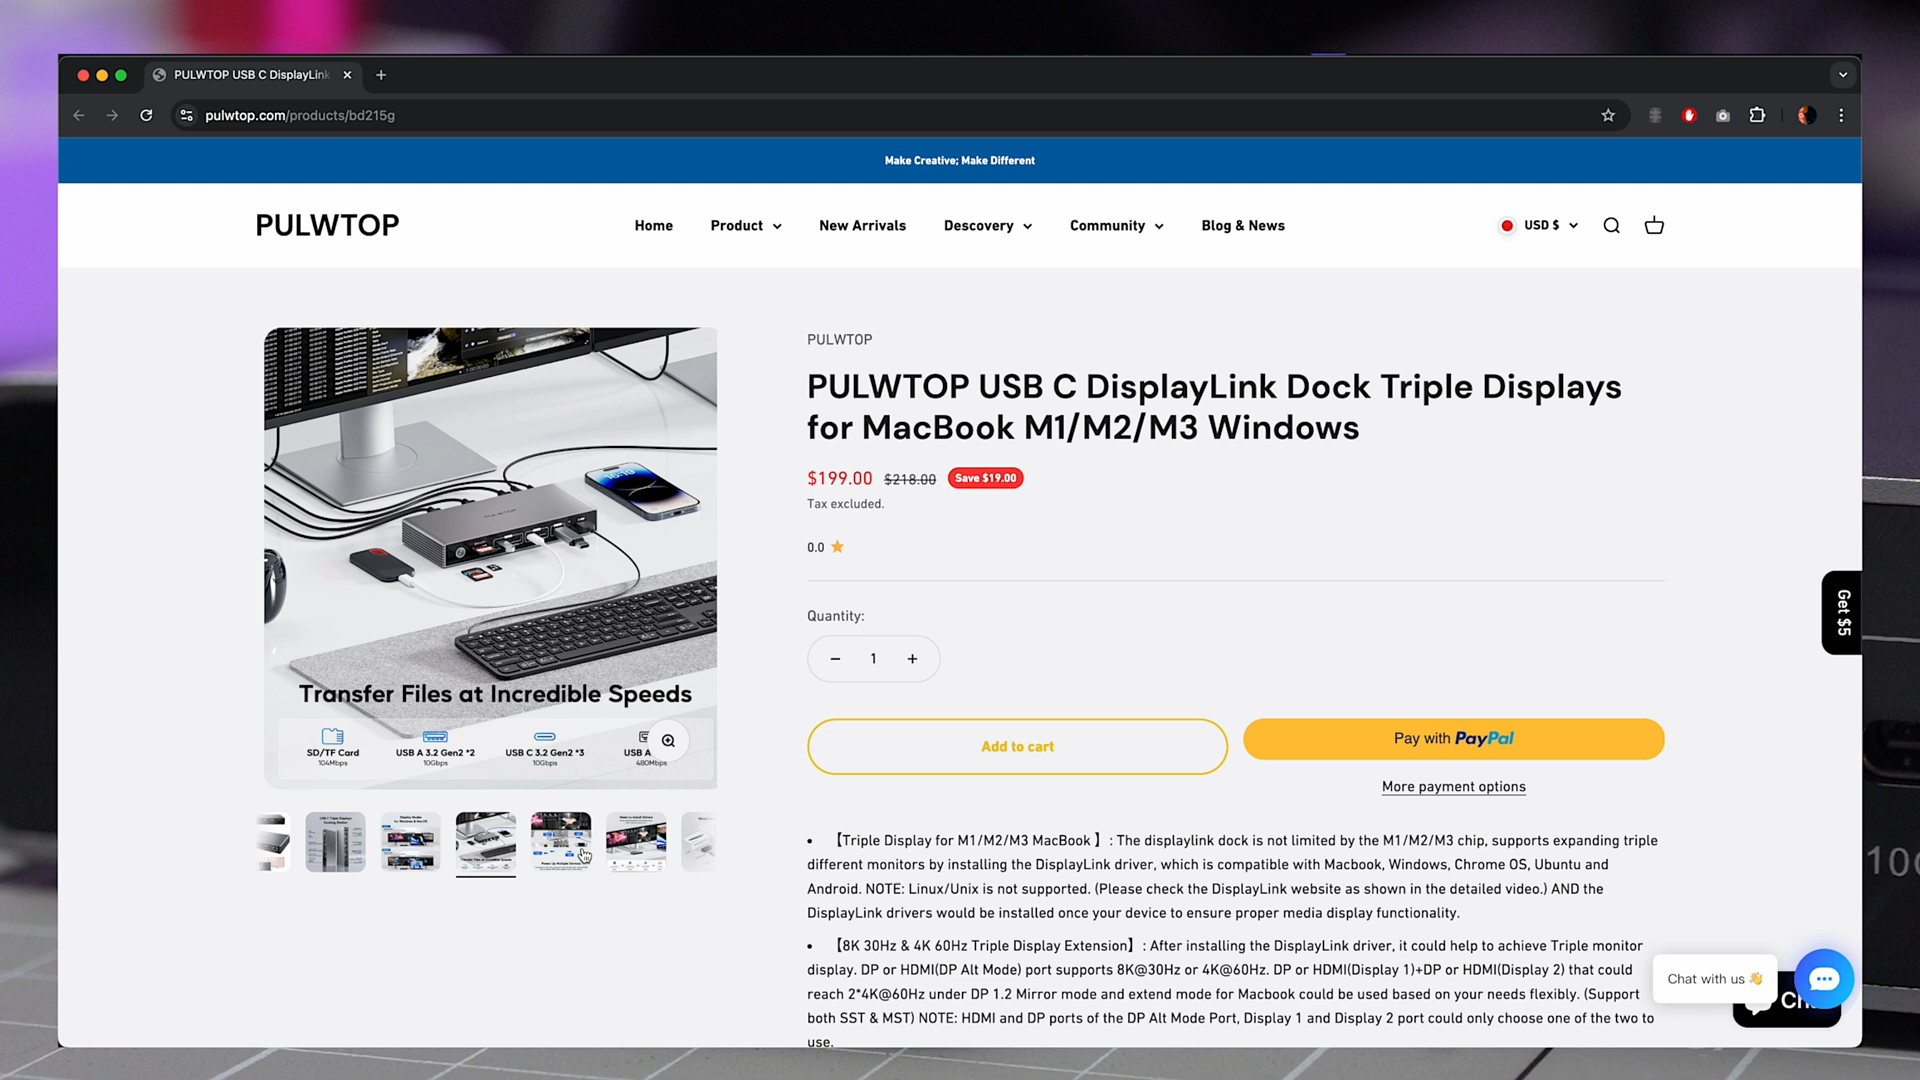 PULWTOP USB C DisplayLink
pulwtop.com/products/bd215g
Make Creative; Make Different
PULWTOP
Home
Product
New Arrivals
Descovery
Community
Blog & News
USD $
PULWTOP
PULWTOP USB C DisplayLink Dock Triple Displays
for MacBook M1/M2/M3 Windows
$199.00 $218.00 Save $19.00
Tax excluded.
0.0
Quantity:
1
Add to cart
Pay with PayPal
More payment options
Get $5
PULWTOP
Transfer Files at Incredible Speeds
SD/TF Card
104Mbps
USB A 3.2 Gen2 *2
10Gbps
USB C 3.2 Gen2 *3
10Gbps
USB A
480Mbps
• 【Triple Display for M1/M2/M3 MacBook 】: The displaylink dock is not limited by the M1/M2/M3 chip, supports expanding triple
different monitors by installing the DisplayLink driver, which is compatible with Macbook, Windows, Chrome OS, Ubuntu and
Android. NOTE: Linux/Unix is not supported. (Please check the DisplayLink website as shown in the detailed video.) AND the
DisplayLink drivers would be installed once your device to ensure proper media display functionality.
• 【8K 30Hz & 4K 60Hz Triple Display Extension】: After installing the DisplayLink driver, it could help to achieve Triple monitor
display. DP or HDMI(DP Alt Mode) port supports 8K@30Hz or 4K@60Hz. DP or HDMI(Display 1)+DP or HDMI(Display 2) that could
reach 2*4K@60Hz under DP 1.2 Mirror mode and extend mode for Macbook could be used based on your needs flexibly. (Support
both SST & MST) NOTE: HDMI and DP ports of the DP Alt Mode Port, Display 1 and Display 2 port could only choose one of the two to
use.
Chat with us 👋